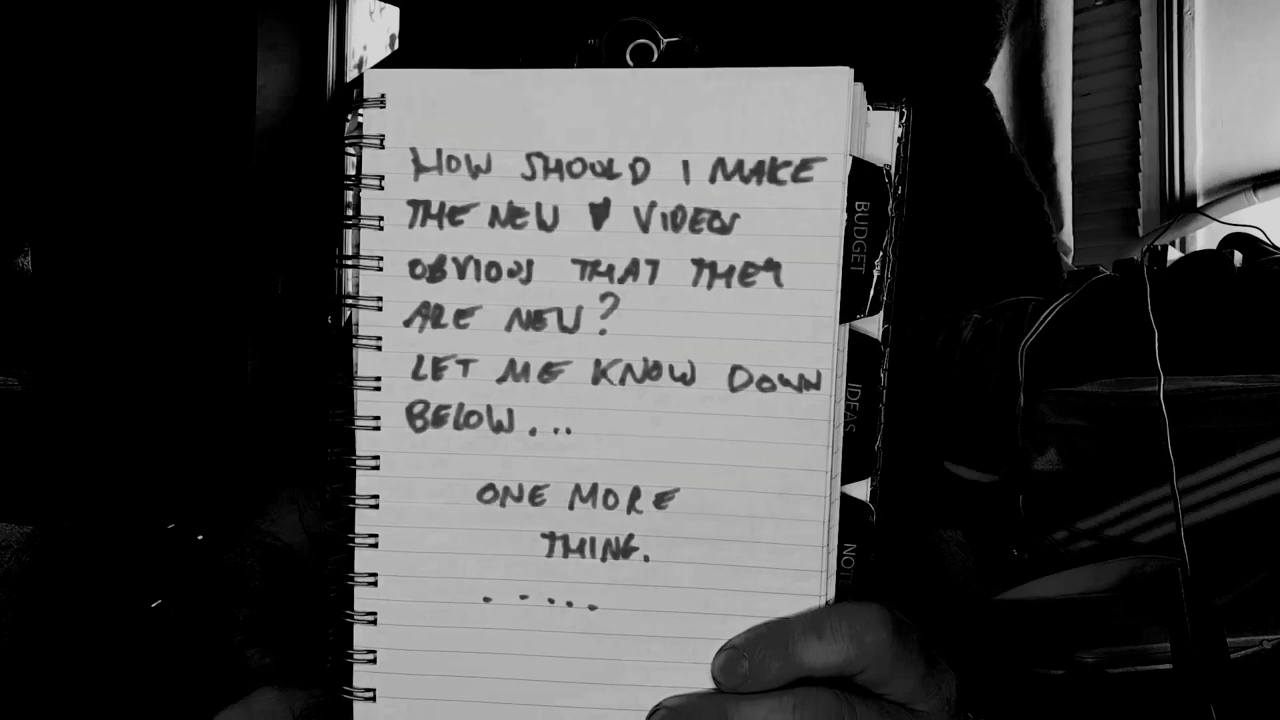 HOW SHOULD I MAKE
THE NEW ♥ VIDEOS
OBVIOUS THAT THEY
ARE NEW?
LET ME KNOW DOWN
BELOW...
ONE MORE
THING.
.....
BUDGET
IDEAS
NOT